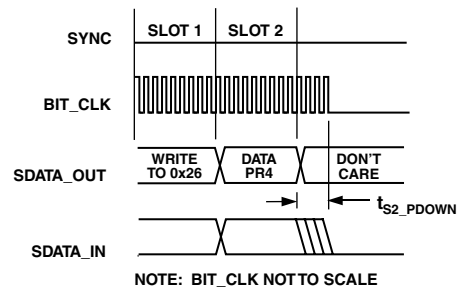 SYNC
SLOT 1
SLOT 2
BIT_CLK
SDATA_OUT
WRITE
TO 0x26
DATA
PR4
DON'T
CARE
tS2_PDOWN
SDATA_IN
NOTE: BIT_CLK NOT TO SCALE